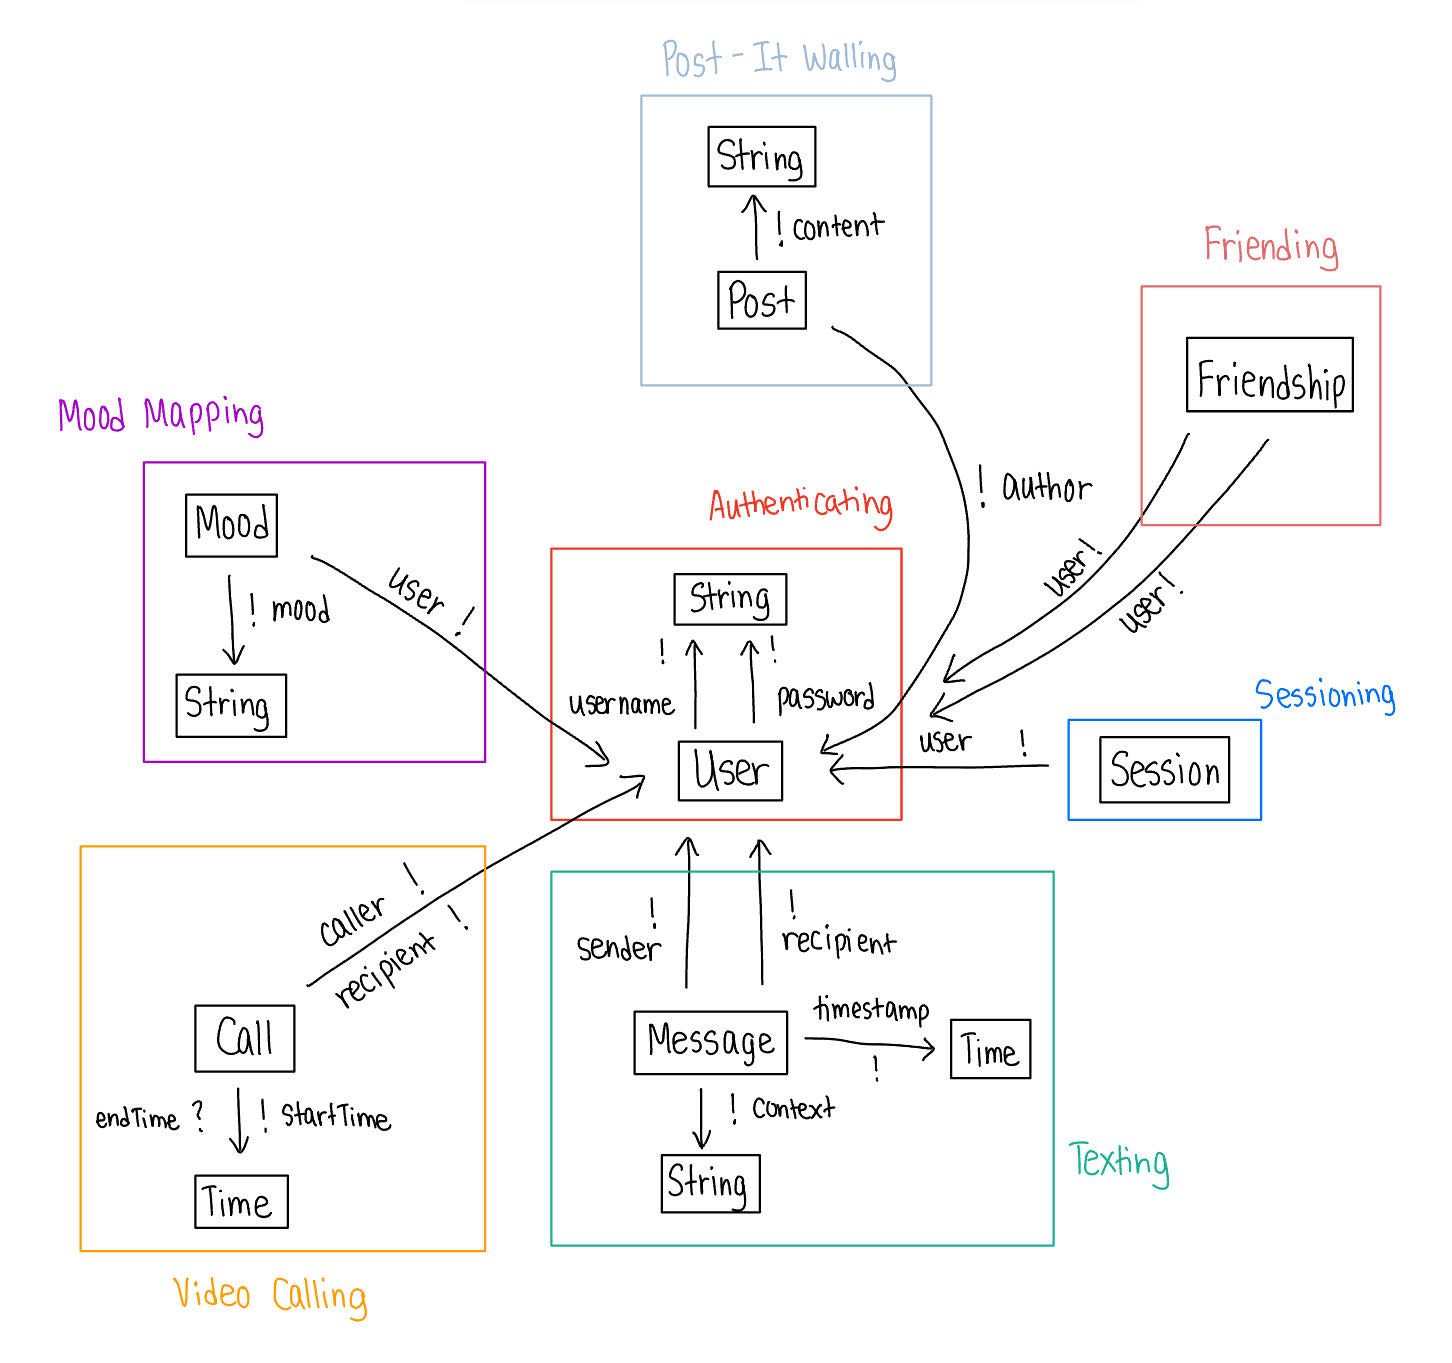 Post-It Walling
String
! content
Post
! author
Friending
Friendship
user!
user!
Mood Mapping
Mood
! mood
String
user !
Authenticating
String
! !
username
password
User
Sessioning
Session
user !
caller !
recipient !
Call
endTime ?
! startTime
Time
Video Calling
!
sender
!
recipient
Message
timestamp
!
Time
! context
String
Texting